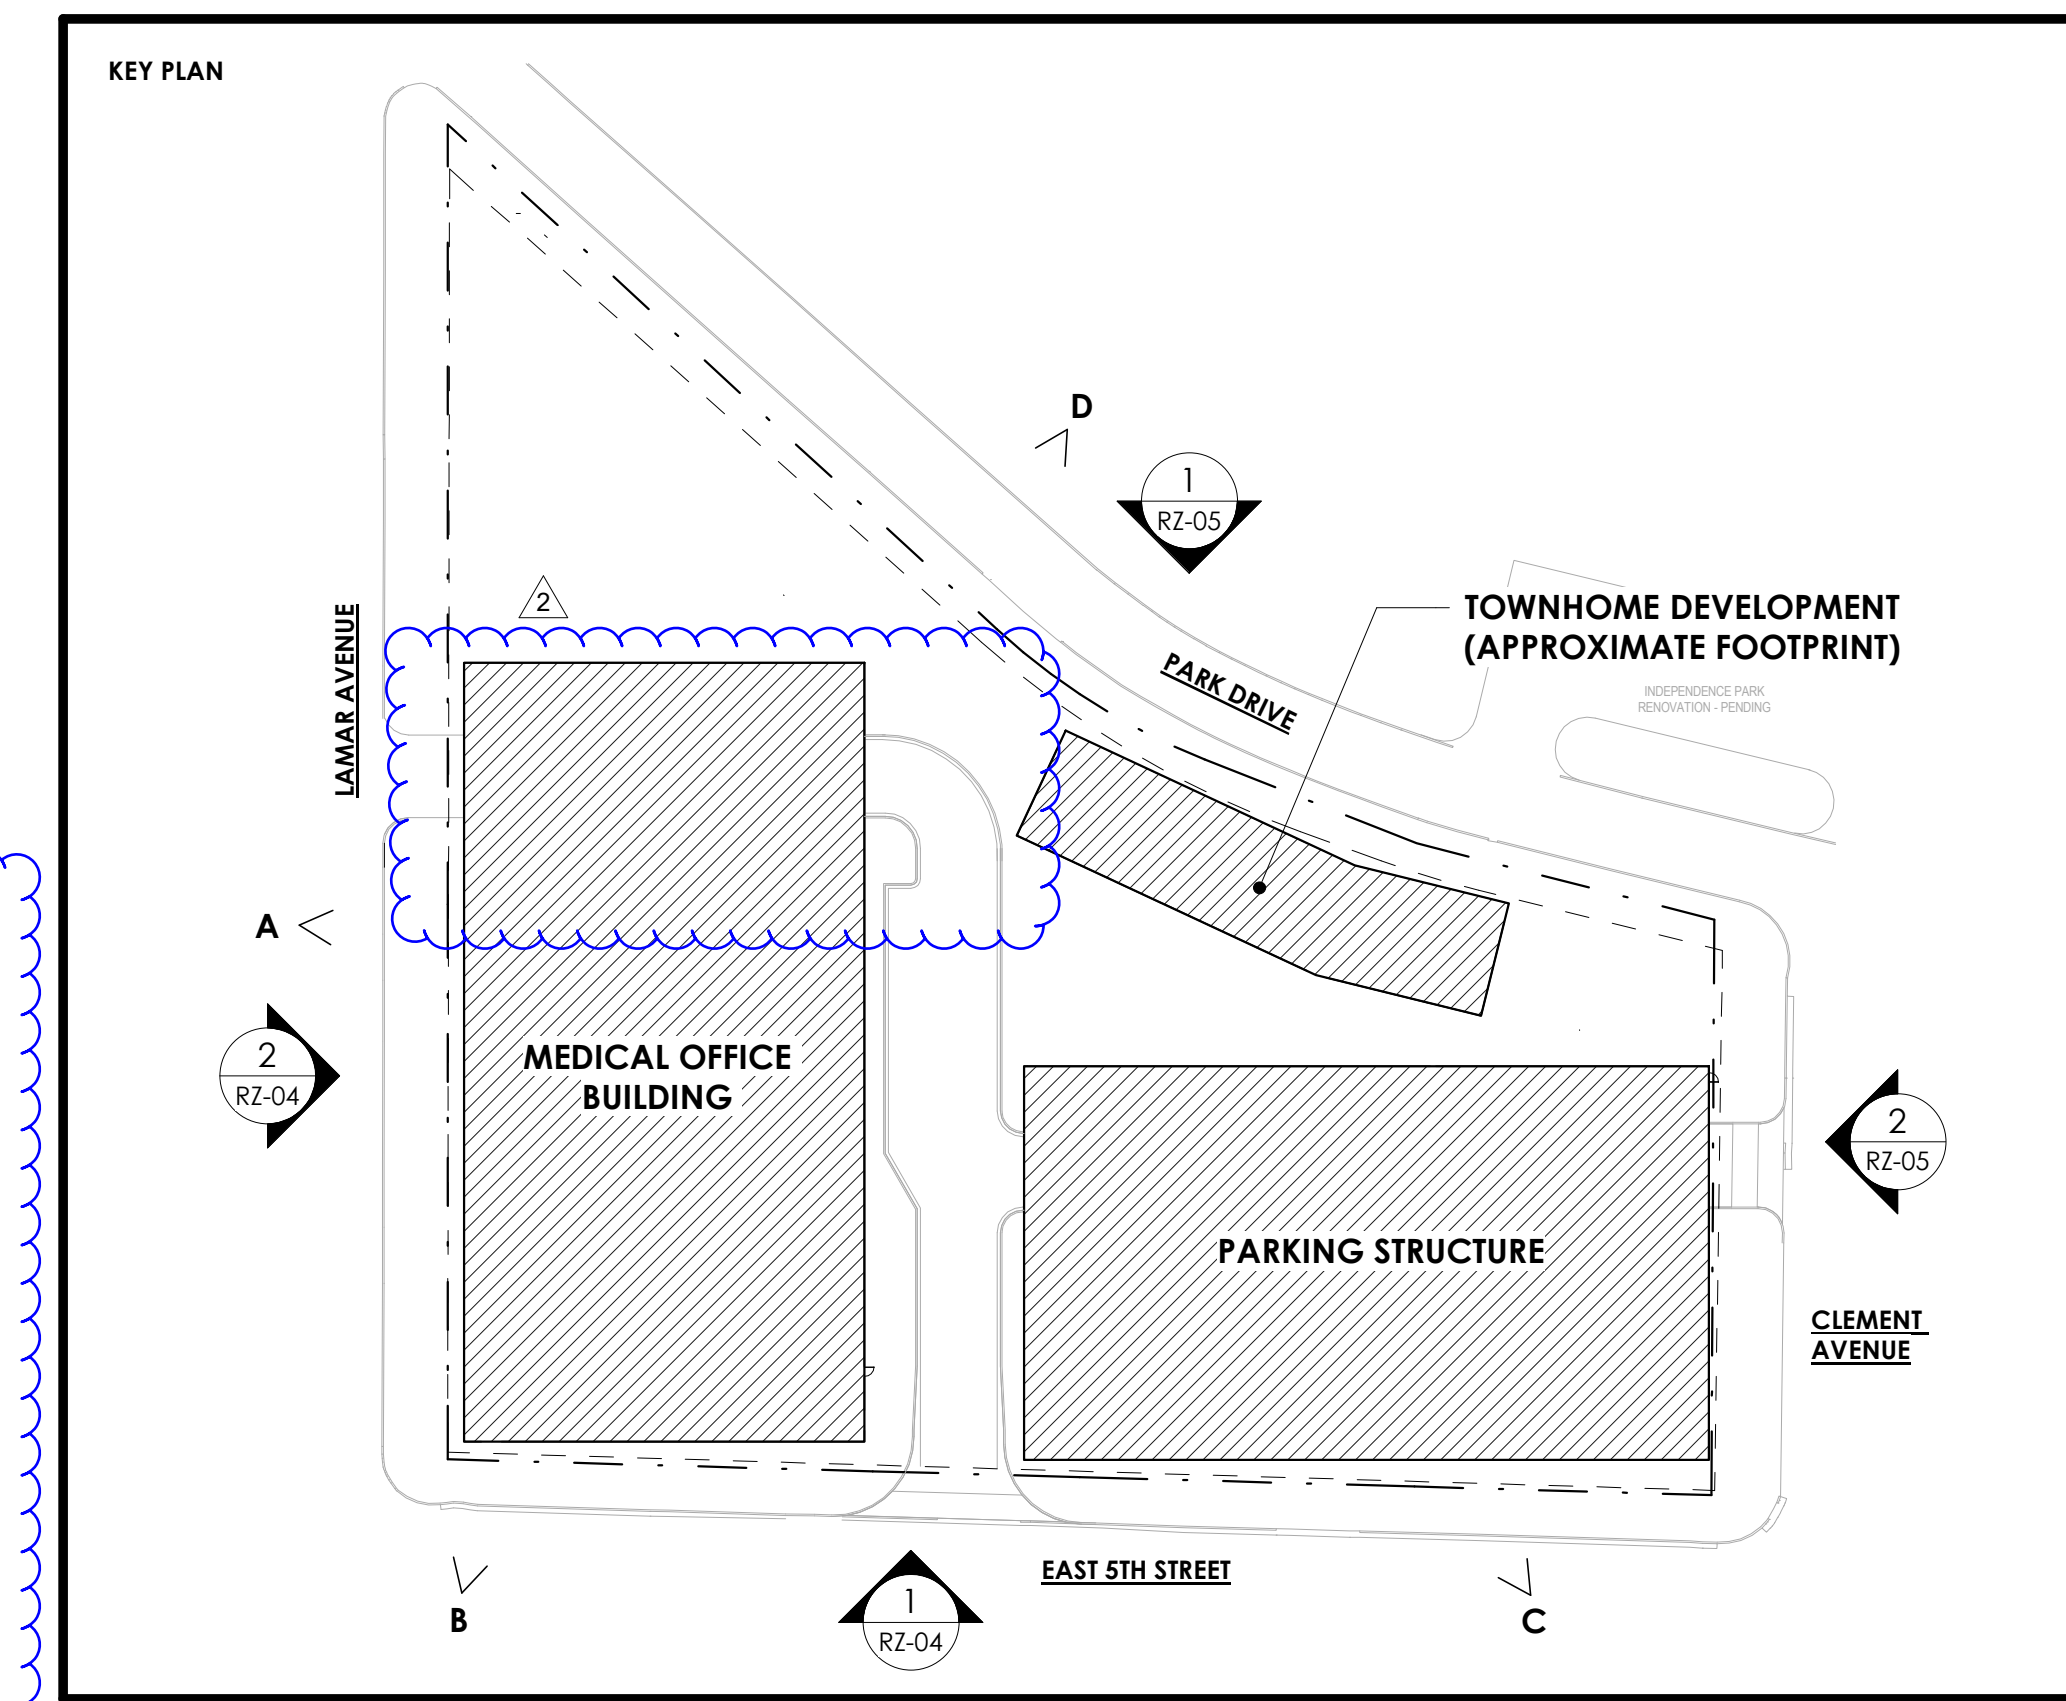 KEY PLAN
D
1
RZ-05
2
TOWNHOME DEVELOPMENT
(APPROXIMATE FOOTPRINT)
LAMAR AVENUE
PARK DRIVE
INDEPENDENCE PARK
RENOVATION - PENDING
A
2
RZ-04
MEDICAL OFFICE
BUILDING
2
RZ-05
PARKING STRUCTURE
CLEMENT
AVENUE
EAST 5TH STREET
B
1
RZ-04
C